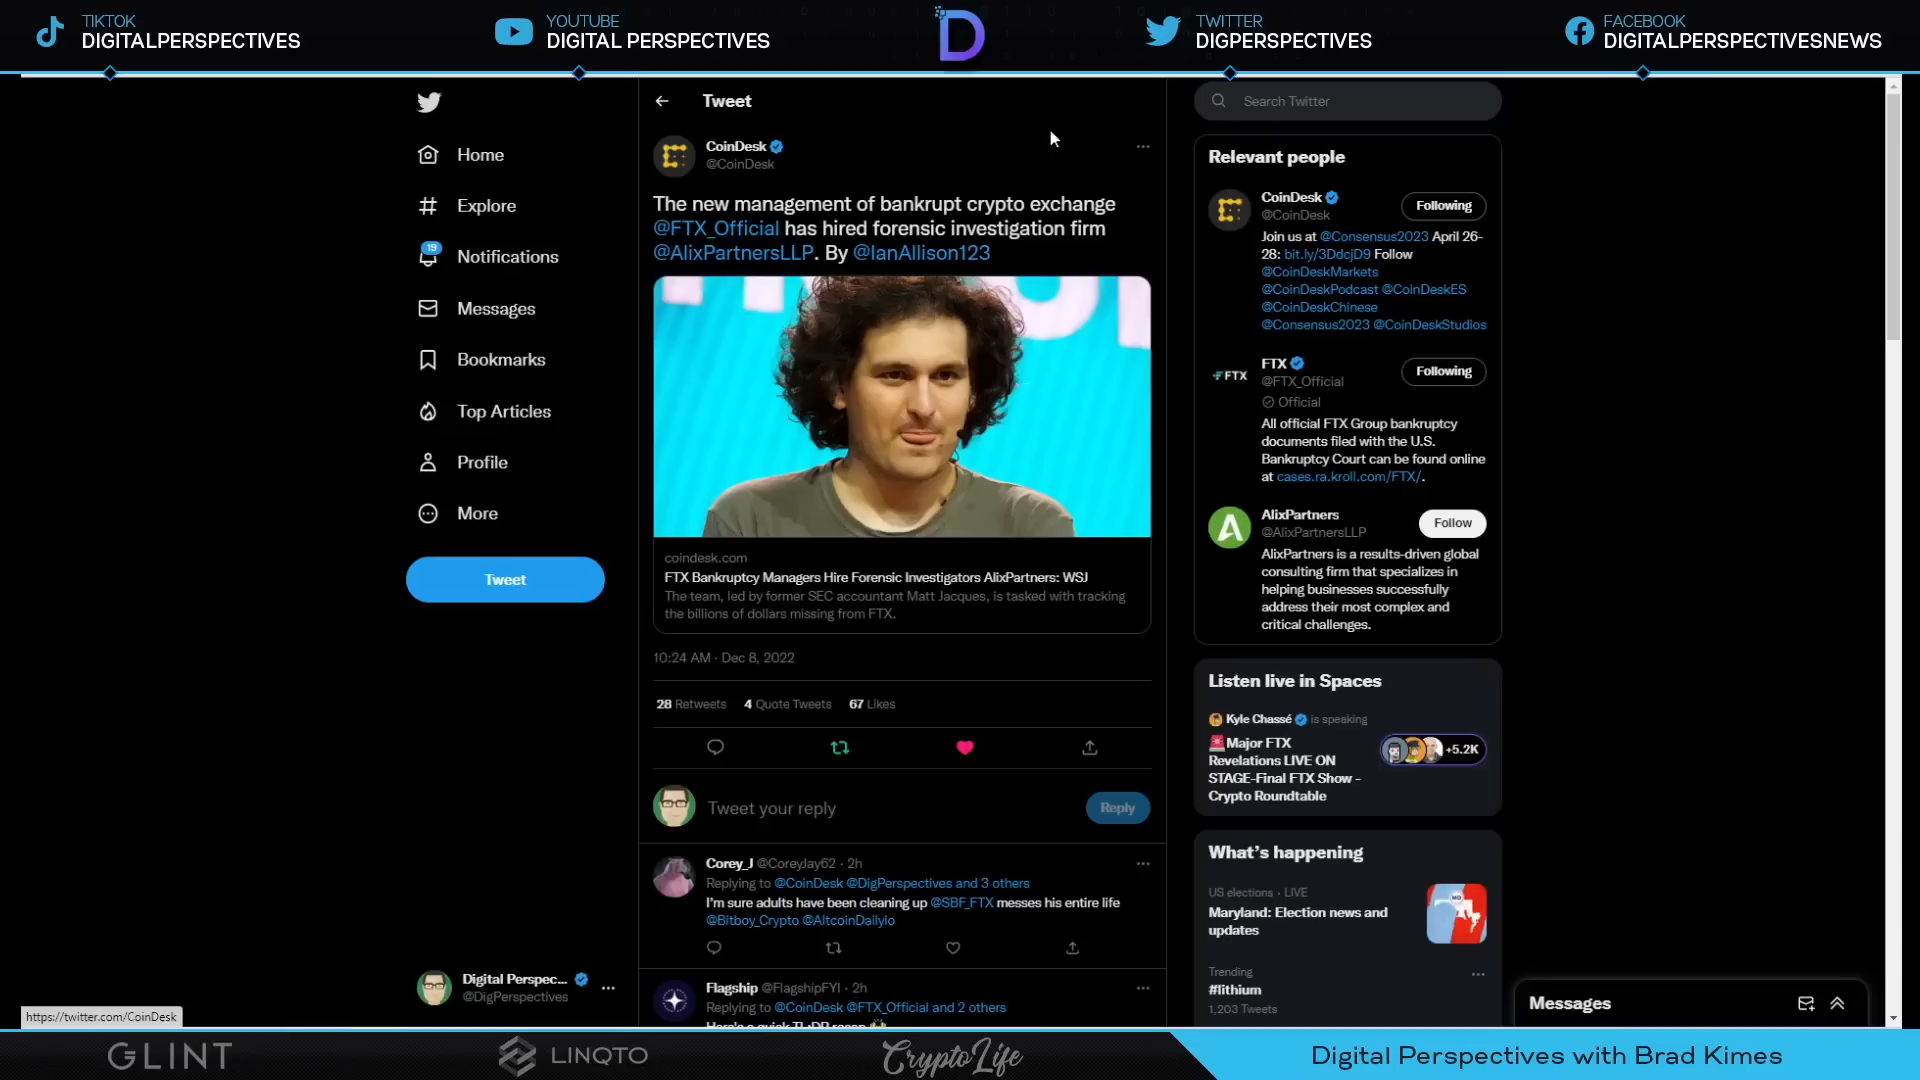 TIKTOK
DIGITALPERSPECTIVES
YOUTUBE
DIGITAL PERSPECTIVES
D
TWITTER
DIGPERSPECTIVES
FACEBOOK
DIGITALPERSPECTIVESNEWS
Home
Explore
19
Notifications
Messages
Bookmarks
Top Articles
Profile
More
Tweet
Digital Perspec...
@DigPerspectives
https://twitter.com/CoinDesk
Tweet
CoinDesk
@CoinDesk
The new management of bankrupt crypto exchange
@FTX_Official has hired forensic investigation firm
@AlixPartnersLLP. By @IanAllison123
coindesk.com
FTX Bankruptcy Managers Hire Forensic Investigators AlixPartners: WSJ
The team, led by former SEC accountant Matt Jacques, is tasked with tracking
the billions of dollars missing from FTX.
10:24 AM · Dec 8, 2022
28 Retweets 4 Quote Tweets 67 Likes
Tweet your reply
Reply
Corey_J @CoreyJay62 · 2h
Replying to @CoinDesk @DigPerspectives and 3 others
I'm sure adults have been cleaning up @SBF_FTX messes his entire life
@Bitboy_Crypto @AltcoinDailyio
Flagship @FlagshipFYI · 2h
Replying to @CoinDesk @FTX_Official and 2 others
Here's a quick TL;DR recap
Search Twitter
Relevant people
CoinDesk
@CoinDesk
Following
Join us at @Consensus2023 April 26-
28: bit.ly/3DdcjD9 Follow
@CoinDeskMarkets
@CoinDeskPodcast @CoinDeskES
@CoinDeskChinese
@Consensus2023 @CoinDeskStudios
FTX
FTX
@FTX_Official
Following
Official
All official FTX Group bankruptcy
documents filed with the U.S.
Bankruptcy Court can be found online
at cases.ra.kroll.com/FTX/.
A
AlixPartners
@AlixPartnersLLP
Follow
AlixPartners is a results-driven global
consulting firm that specializes in
helping businesses successfully
address their most complex and
critical challenges.
Listen live in Spaces
Kyle Chassé is speaking
Major FTX
Revelations LIVE ON
STAGE-Final FTX Show -
Crypto Roundtable
+5.2K
What's happening
US elections · LIVE
Maryland: Election news and
updates
Trending
#lithium
1,203 Tweets
Messages
GLINT
LINQTO
CryptoLife
Digital Perspectives with Brad Kimes